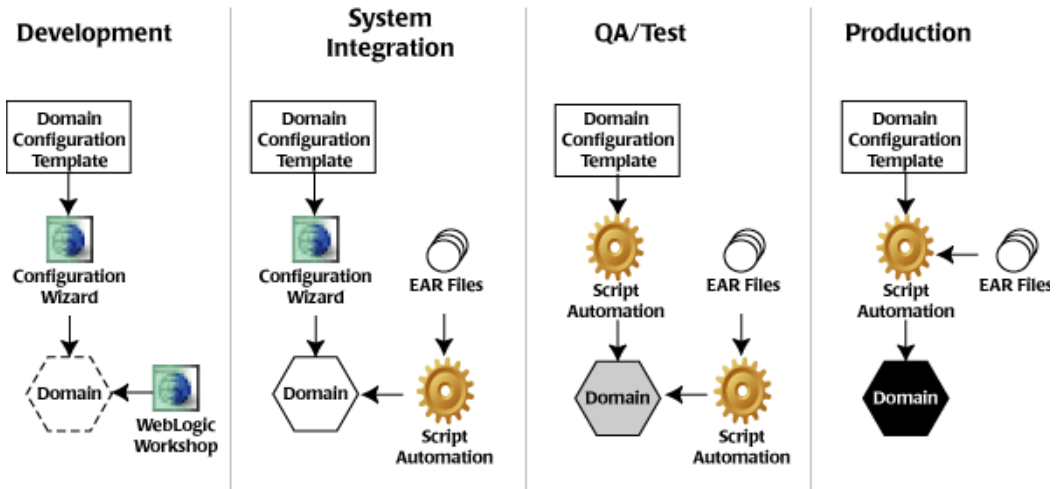 Development
Domain
Configuration
Template
Configuration
Wizard
Domain
WebLogic
Workshop
System
Integration
Domain
Configuration
Template
Configuration
Wizard
EAR Files
Domain
Script
Automation
QA/Test
Domain
Configuration
Template
Script
Automation
EAR Files
Domain
Script
Automation
Production
Domain
Configuration
Template
Script
Automation
EAR Files
Domain